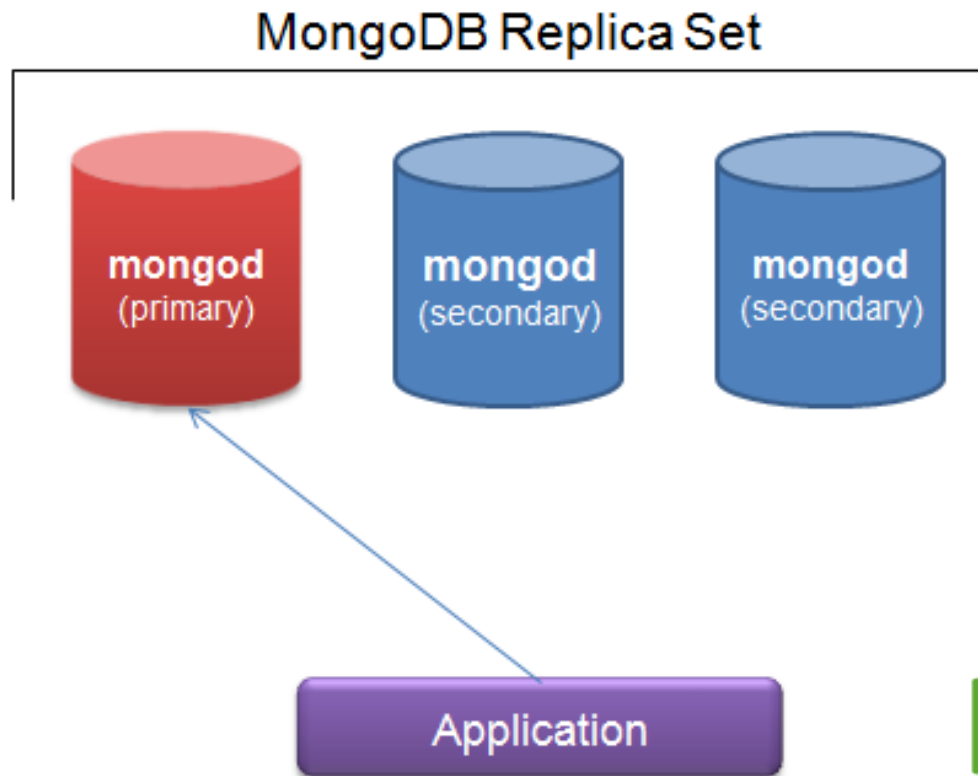 MongoDB Replica Set
mongod
(primary)
mongod
(secondary)
mongod
(secondary)
Application